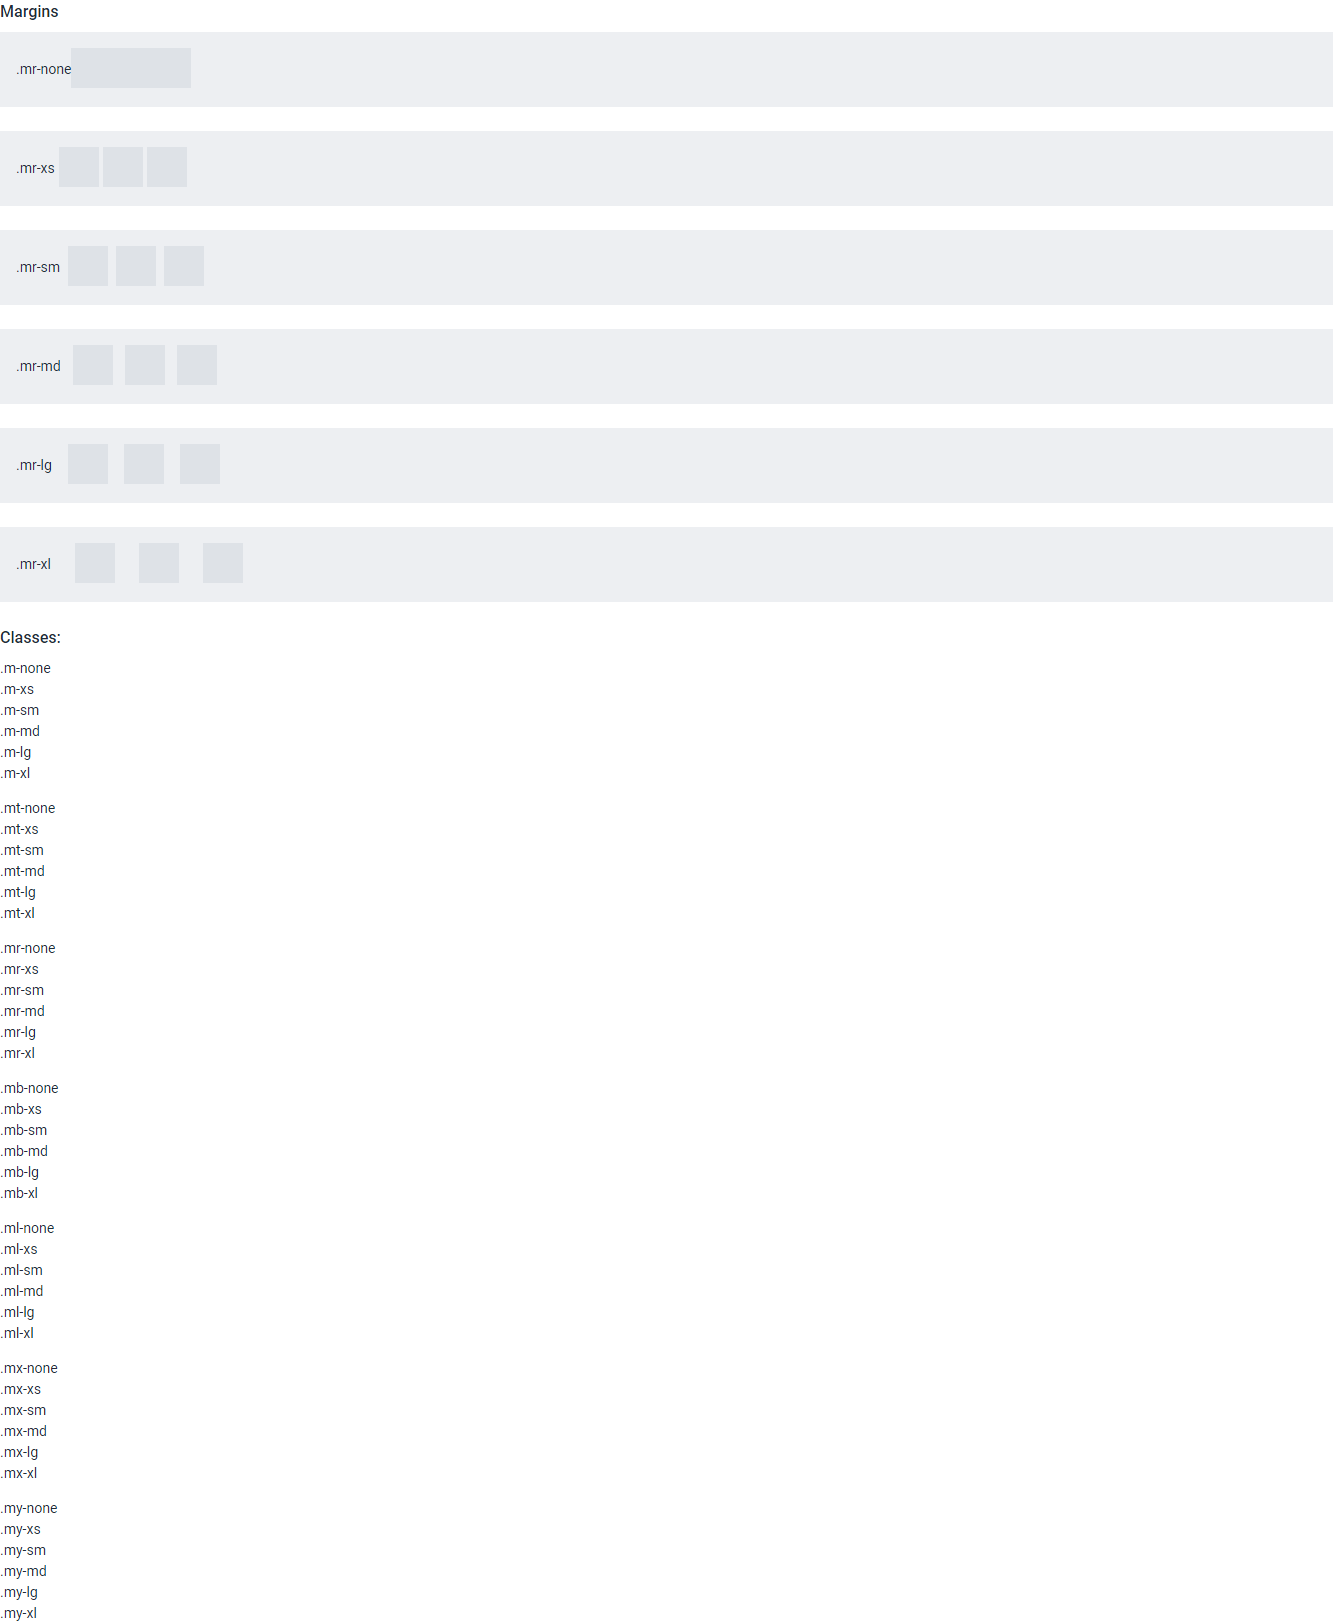 Margins
.mr-none
.mr-xs
.mr-sm
.mr-md
.mr-lg
.mr-xl
Classes:
.m-none
.m-xs
.m-sm
.m-md
.m-lg
.m-xl
.mt-none
.mt-xs
.mt-sm
.mt-md
.mt-lg
.mt-xl
.mr-none
.mr-xs
.mr-sm
.mr-md
.mr-lg
.mr-xl
.mb-none
.mb-xs
.mb-sm
.mb-md
.mb-lg
.mb-xl
.ml-none
.ml-xs
.ml-sm
.ml-md
.ml-lg
.ml-xl
.mx-none
.mx-xs
.mx-sm
.mx-md
.mx-lg
.mx-xl
.my-none
.my-xs
.my-sm
.my-md
.my-lg
.my-xl